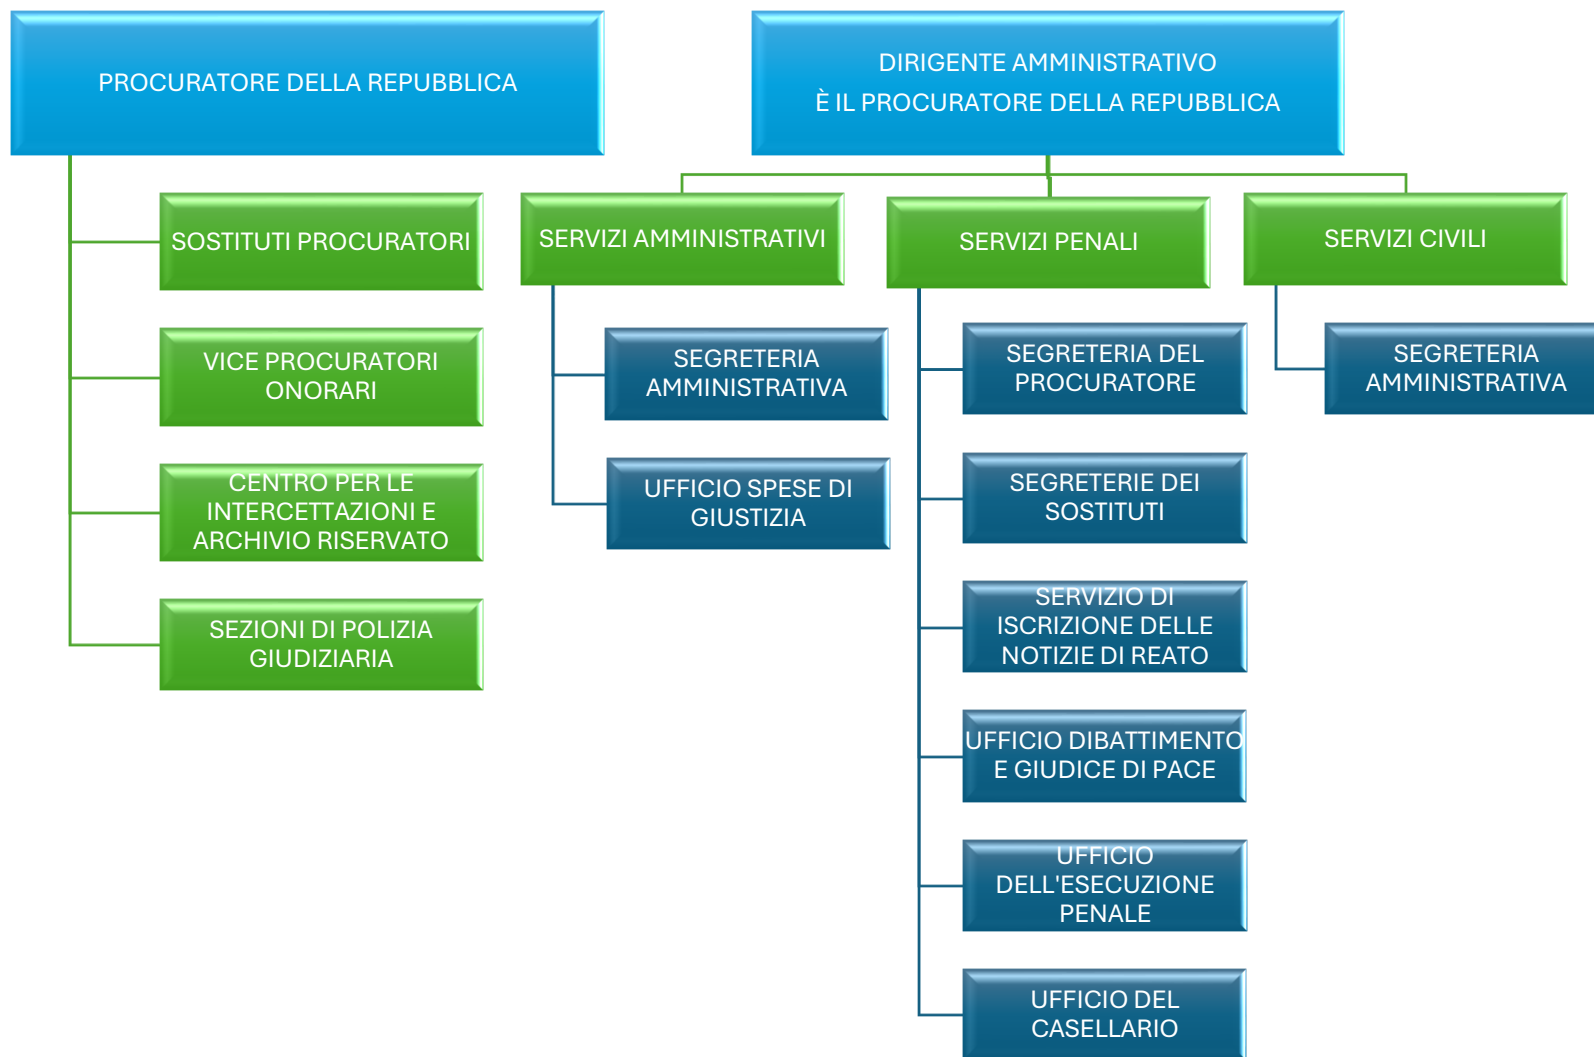 PROCURATORE DELLA REPUBBLICA
DIRIGENTE AMMINISTRATIVO
È IL PROCURATORE DELLA REPUBBLICA
SOSTITUTI PROCURATORI
VICE PROCURATORI
ONORARI
CENTRO PER LE
INTERCETTAZIONI E
ARCHIVIO RISERVATO
SEZIONI DI POLIZIA
GIUDIZIARIA
SERVIZI AMMINISTRATIVI
SEGRETERIA
AMMINISTRATIVA
UFFICIO SPESE DI
GIUSTIZIA
SERVIZI PENALI
SEGRETERIA DEL
PROCURATORE
SEGRETERIE DEI
SOSTITUTI
SERVIZIO DI
ISCRIZIONE DELLE
NOTIZIE DI REATO
UFFICIO DIBATTIMENTO
E GIUDICE DI PACE
UFFICIO
DELL'ESECUZIONE
PENALE
UFFICIO DEL
CASELLARIO
SERVIZI CIVILI
SEGRETERIA
AMMINISTRATIVA